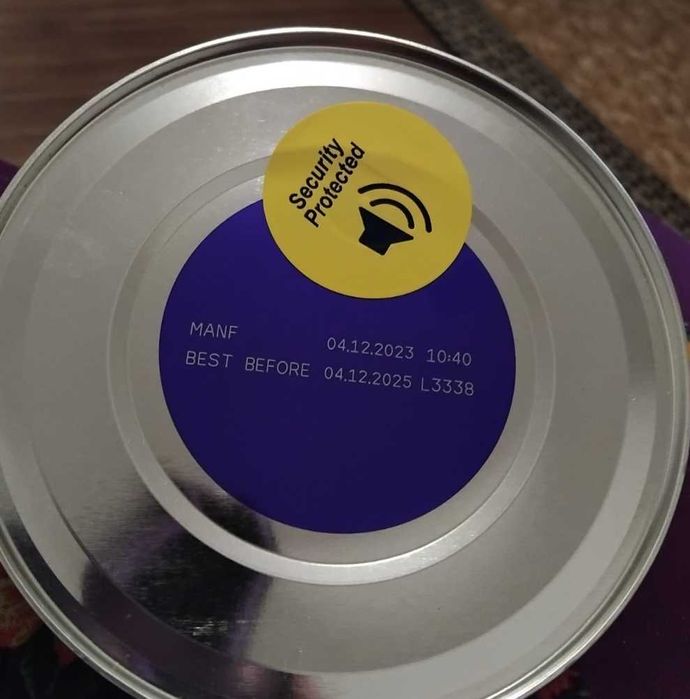 Security
Protected
MANF 04.12.2023 10:40
BEST BEFORE 04.12.2025 L3338